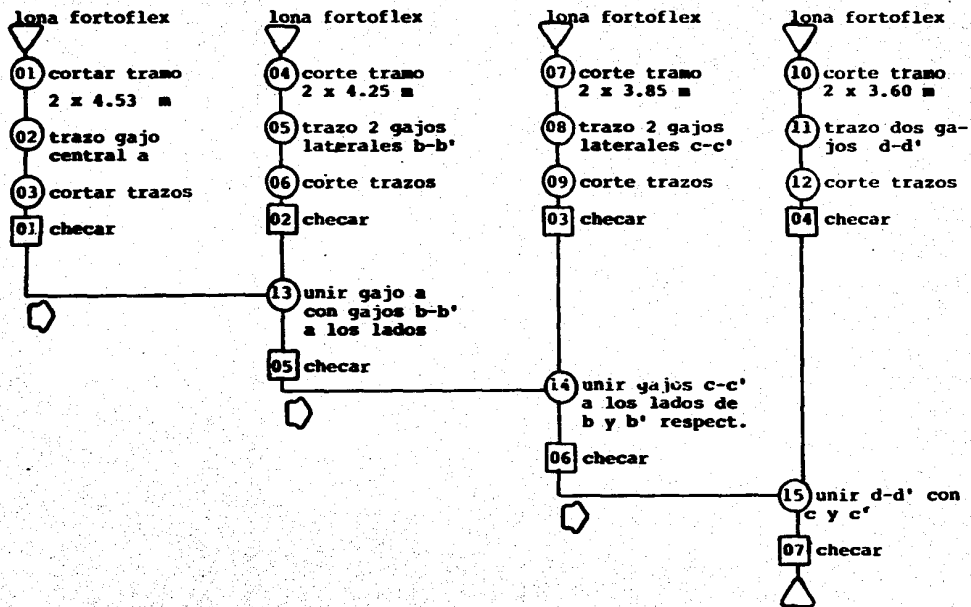 lona fortoflex
01 cortar tramo
2 x 4.53 m
02 trazo gajo
central a
03 cortar trazos
01 checar
lona fortoflex
04 corte tramo
2 x 4.25 m
05 trazo 2 gajos
laterales b-b'
06 corte trazos
02 checar
13 unir gajo a
con gajos b-b'
a los lados
05 checar
lona fortoflex
07 corte tramo
2 x 3.85 m
08 trazo 2 gajos
laterales c-c'
09 corte trazos
03 checar
14 unir gajos c-c'
a los lados de
b y b' respect.
06 checar
lona fortoflex
10 corte tramo
2 x 3.60 m
11 trazo dos ga-
jos d-d'
12 corte trazos
04 checar
15 unir d-d' con
c y c'
07 checar